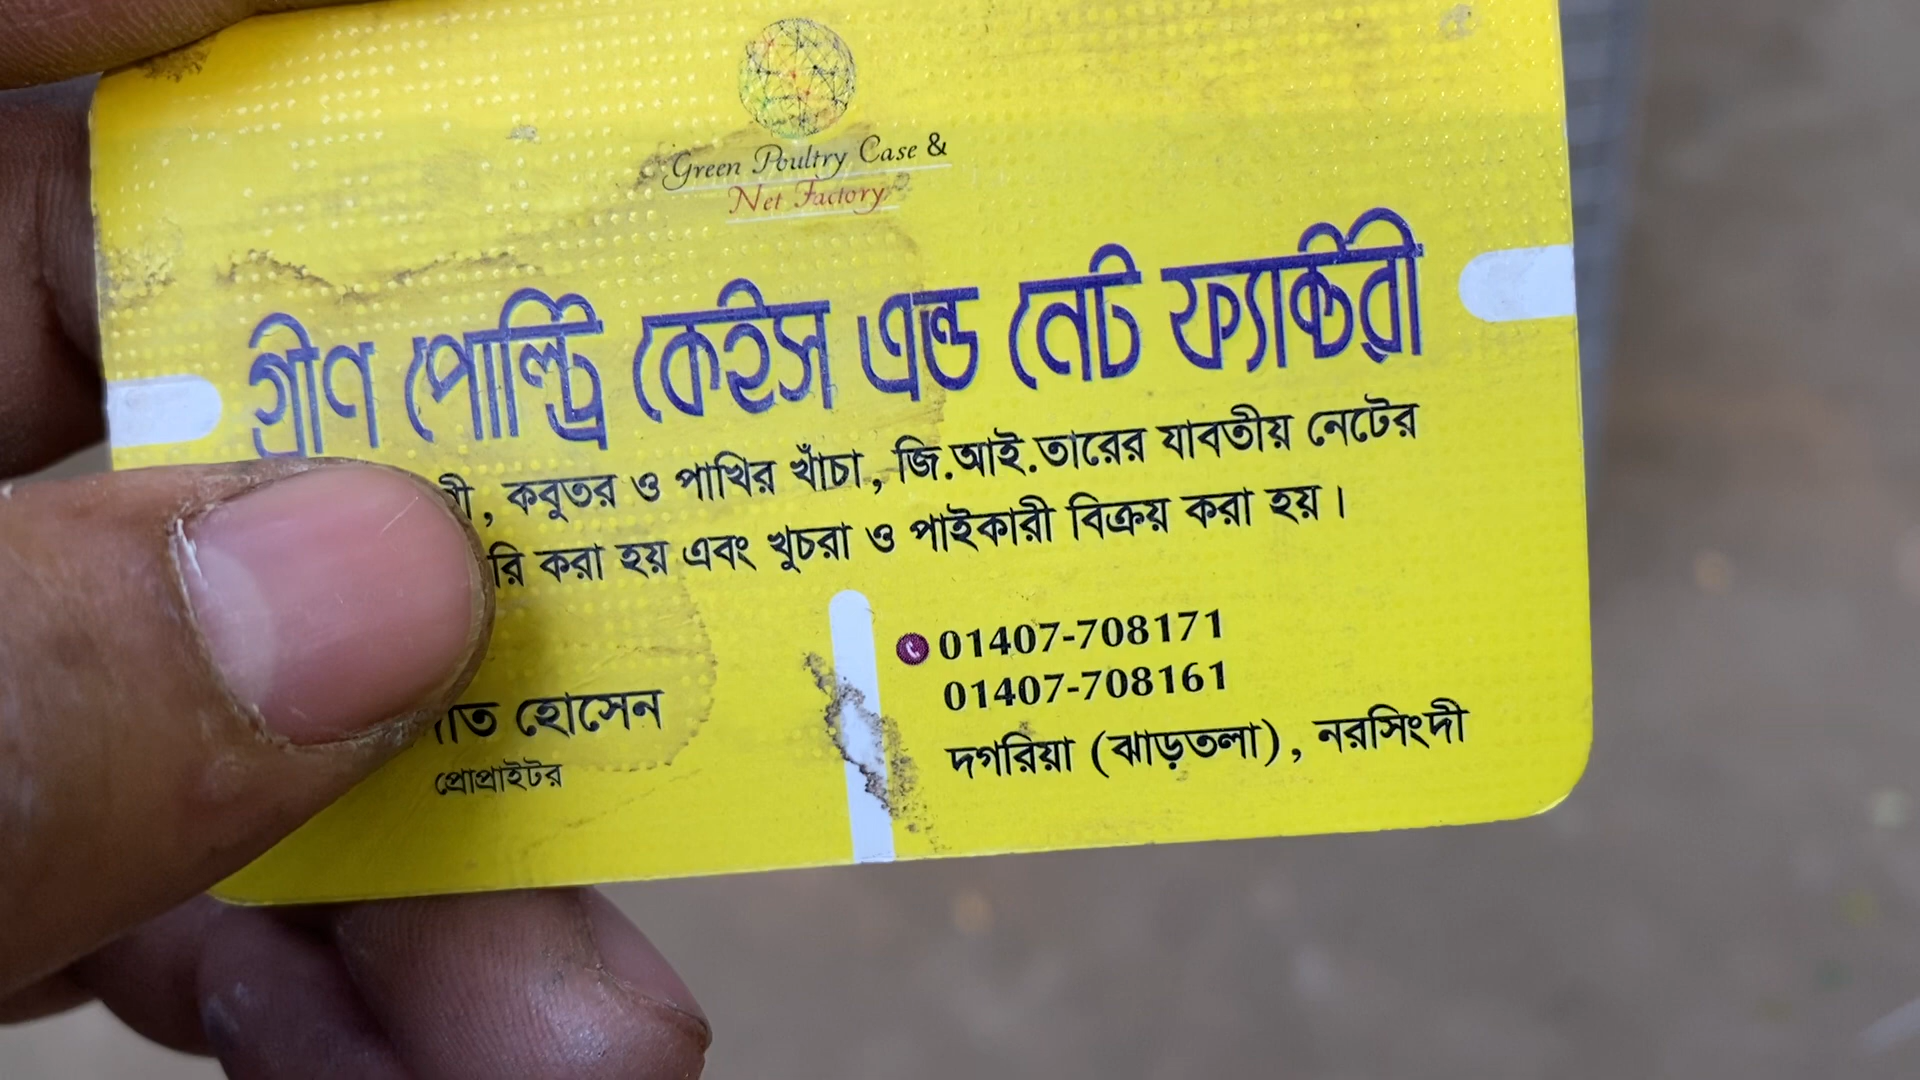 Green Poultry Case &
Net Factory
গ্রীণ পোল্ট্রি কেইস এন্ড নেট ফ্যাক্টরী
কবুতর ও পাখির খাঁচা, জি.আই.তারের যাবতীয় নেটের
করা হয় এবং খুচরা ও পাইকারী বিক্রয় করা হয়।
01407-708171
01407-708161
দগরিয়া (ঝাড়তলা), নরসিংদী
হোসেন
প্রোপ্রাইটর